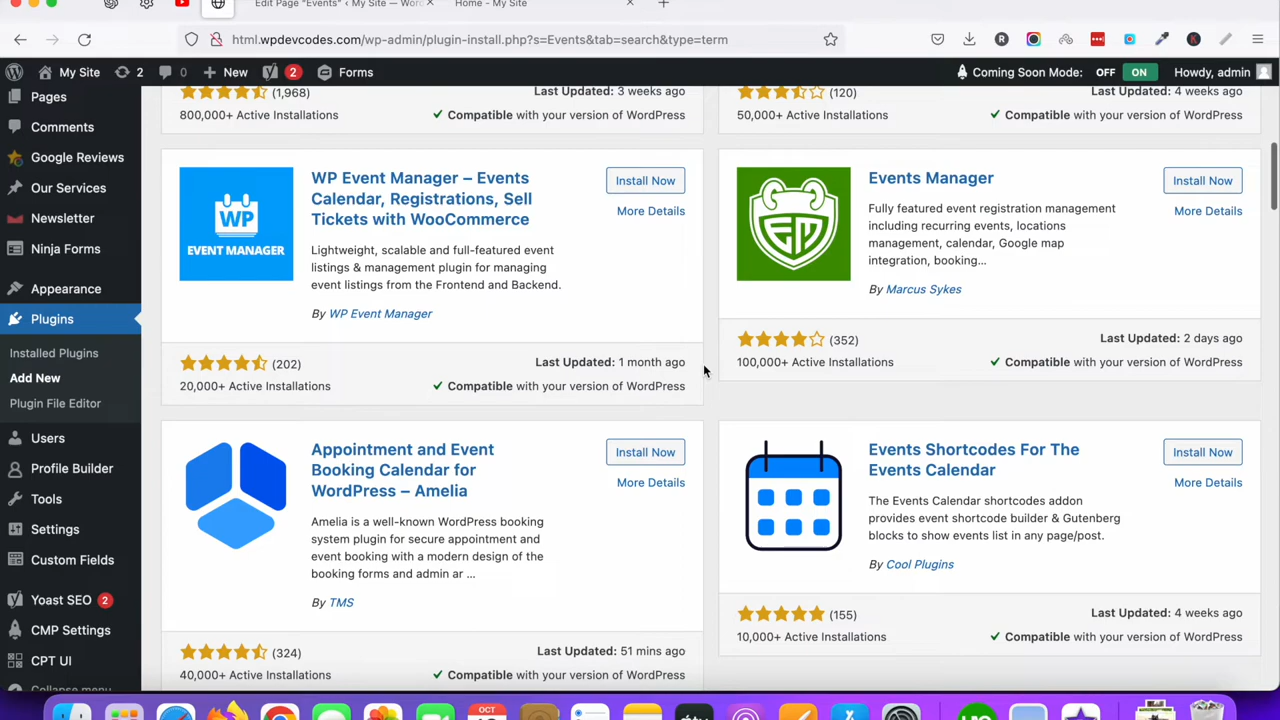 Edit Page "Events" < My Site — Word
Home - My Site
html.wpdevcodes.com/wp-admin/plugin-install.php?s=Events&tab=search&type=term
My Site
2
0
New
2
Forms
Coming Soon Mode:
OFF
ON
Howdy, admin
Pages
Comments
Google Reviews
Our Services
Newsletter
Ninja Forms
Appearance
Plugins
Installed Plugins
Add New
Plugin File Editor
Users
Profile Builder
Tools
Settings
Custom Fields
Yoast SEO 2
CMP Settings
CPT UI
Collapse menu
(1,968)
Last Updated: 3 weeks ago
800,000+ Active Installations
Compatible with your version of WordPress
(120)
Last Updated: 4 weeks ago
50,000+ Active Installations
Compatible with your version of WordPress
WP
EVENT MANAGER
WP Event Manager – Events
Calendar, Registrations, Sell
Tickets with WooCommerce
Install Now
More Details
Lightweight, scalable and full-featured event
listings & management plugin for managing
event listings from the Frontend and Backend.
By WP Event Manager
(202)
Last Updated: 1 month ago
20,000+ Active Installations
Compatible with your version of WordPress
EM
Events Manager
Install Now
More Details
Fully featured event registration management
including recurring events, locations
management, calendar, Google map
integration, booking...
By Marcus Sykes
(352)
Last Updated: 2 days ago
100,000+ Active Installations
Compatible with your version of WordPress
Appointment and Event
Booking Calendar for
WordPress – Amelia
Install Now
More Details
Amelia is a well-known WordPress booking
system plugin for secure appointment and
event booking with a modern design of the
booking forms and admin ar ...
By TMS
(324)
Last Updated: 51 mins ago
40,000+ Active Installations
Compatible with your version of WordPress
Events Shortcodes For The
Events Calendar
Install Now
More Details
The Events Calendar shortcodes addon
provides event shortcode builder & Gutenberg
blocks to show events list in any page/post.
By Cool Plugins
(155)
Last Updated: 4 weeks ago
10,000+ Active Installations
Compatible with your version of WordPress
OCT